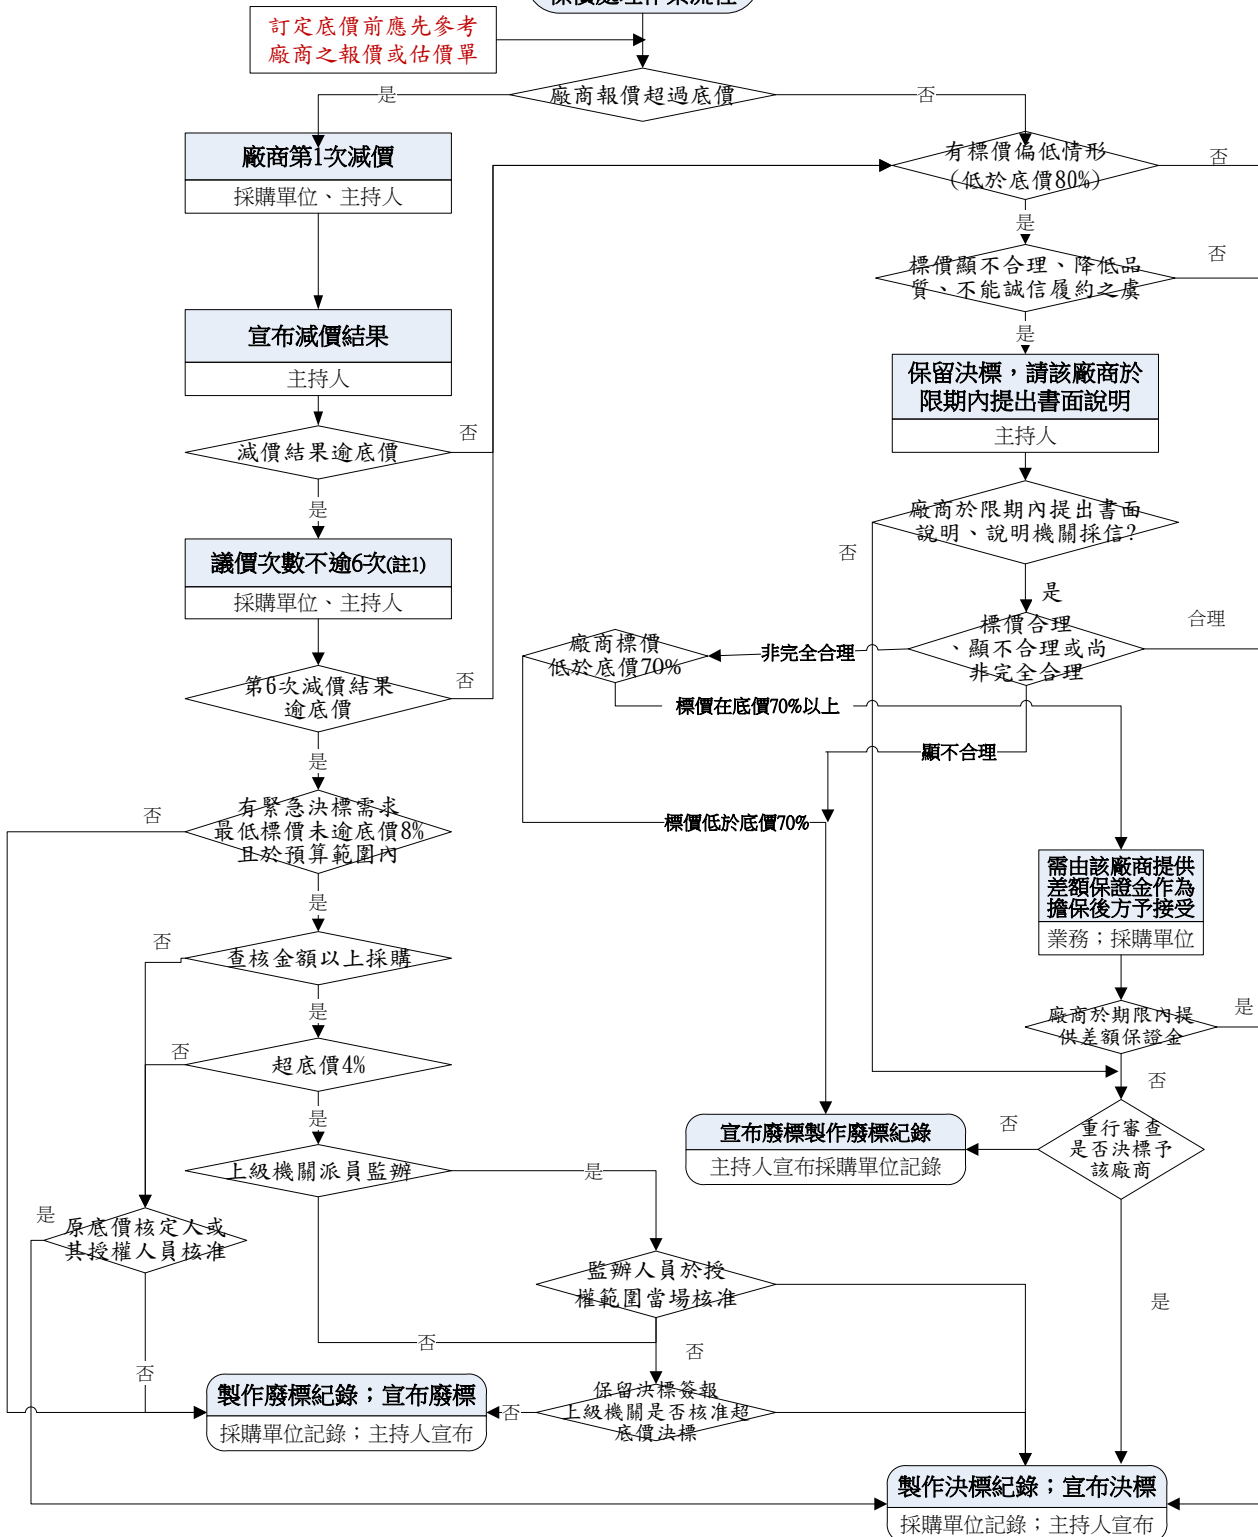 訂定底價前應先參考
廠商之報價或估價單
廠商報價超過底價
是
否
廠商第1次減價
採購單位、主持人
有標價偏低情形
(低於底價80%)
否
是
標價顯不合理、降低品
質、不能誠信履約之虞
否
是
宣布減價結果
主持人
保留決標，請該廠商於
限期內提出書面說明
主持人
減價結果逾底價
否
是
廠商於限期內提出書面
說明、說明機關採信?
否
是
議價次數不逾6次(註1)
採購單位、主持人
標價合理
、顯不合理或尚
非完全合理
合理
非完全合理
廠商標價
低於底價70%
第6次減價結果
逾底價
否
是
標價在底價70%以上
顯不合理
標價低於底價70%
有緊急決標需求
最低標價未逾底價8%
且於預算範圍內
否
是
需由該廠商提供
差額保證金作為
擔保後方予接受
業務；採購單位
查核金額以上採購
否
是
廠商於期限內提
供差額保證金
是
否
超底價4%
否
是
宣布廢標製作廢標紀錄
主持人宣布採購單位記錄
否
重行審查
是否決標予
該廠商
是
上級機關派員監辦
是
否
原底價核定人或
其授權人員核准
是
否
監辦人員於授
權範圍當場核准
否
製作廢標紀錄；宣布廢標
採購單位記錄；主持人宣布
否
保留決標簽報
上級機關是否核准超
底價決標
製作決標紀錄；宣布決標
採購單位記錄；主持人宣布